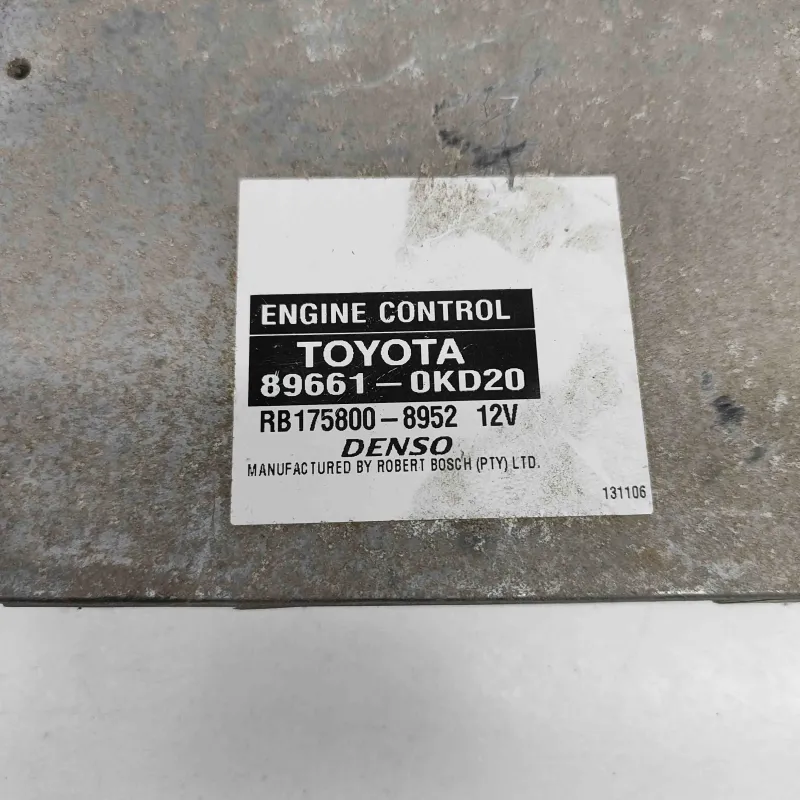 ENGINE CONTROL
TOYOTA
89661-0KD20
RB175800-8952 12V
DENSO
MANUFACTURED BY ROBERT BOSCH (PTY) LTD.
131106